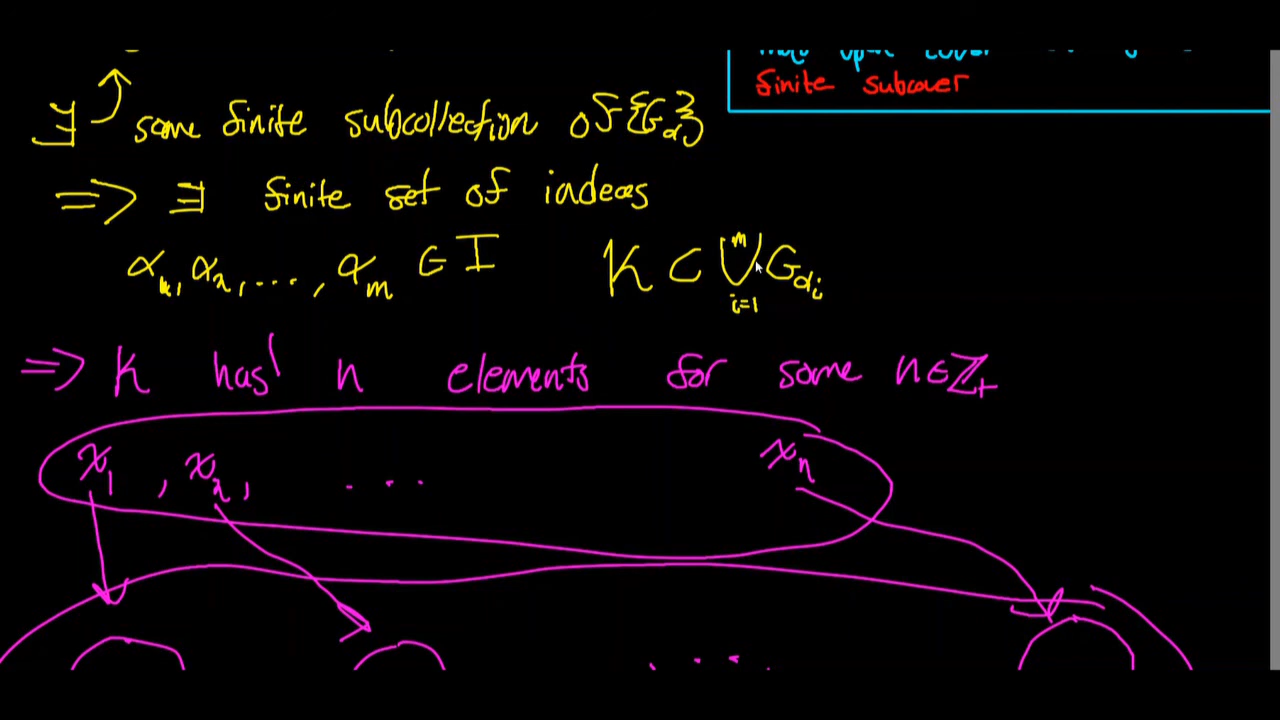 finite subcover
∃ some finite subcollection of {G_α}
⇒ ∃ finite set of indeces
α_1, α_2, ..., α_m ∈ I K ⊂ ⋃_{i=1}^{m} G_{α_i}
⇒ K has n elements for some n ∈ ℤ_+
x_1, x_2, ... x_n